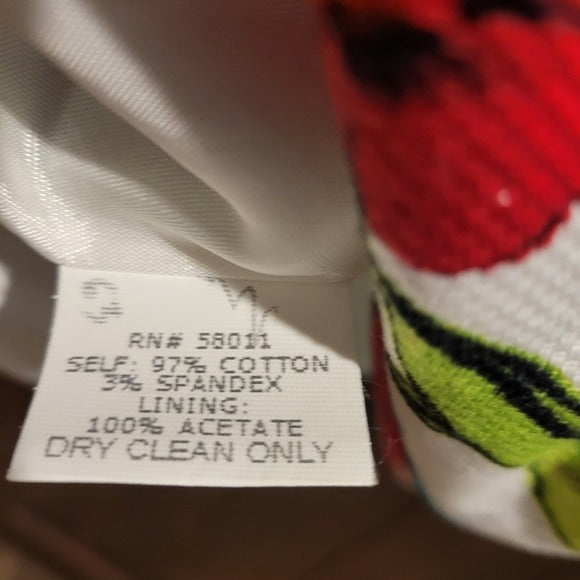 RN# 58011
SELF: 97% COTTON
3% SPANDEX
LINING:
100% ACETATE
DRY CLEAN ONLY